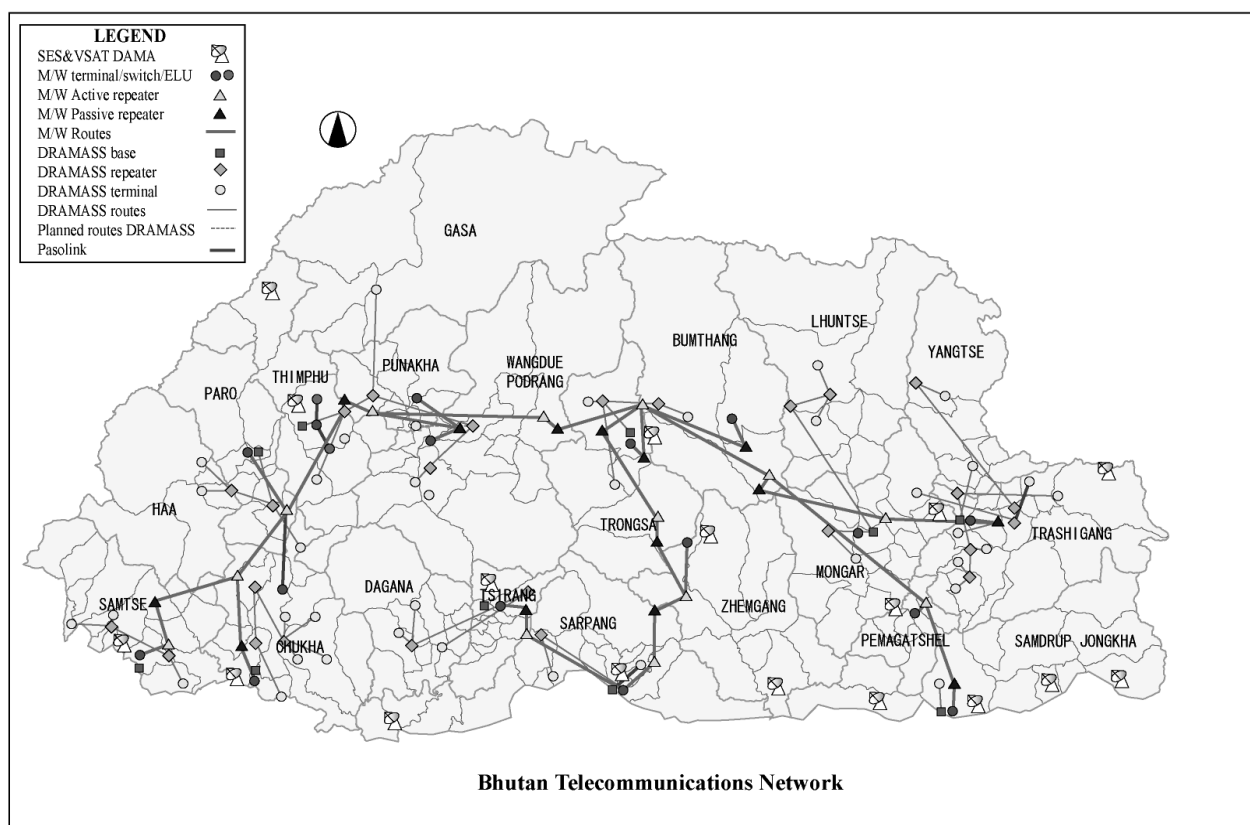 LEGEND
SES&VSAT DAMA
M/W terminal/switch/ELU
M/W Active repeater
M/W Passive repeater
M/W Routes
DRAMASS base
DRAMASS repeater
DRAMASS terminal
DRAMASS routes
Planned routes DRAMASS
Pasolink
GASA
LHUNTSE
BUMTHANG
YANGTSE
PUNAKHA
WANGDUE
PODRANG
THIMPHU
PARO
HAA
TRONGSA
TRASHIGANG
MONGAR
DAGANA
TSIRANG
SAMTSE
SARPANG
ZHEMGANG
CHUKHA
PEMAGATSHEL
SAMDRUP JONGKHA
Bhutan Telecommunications Network